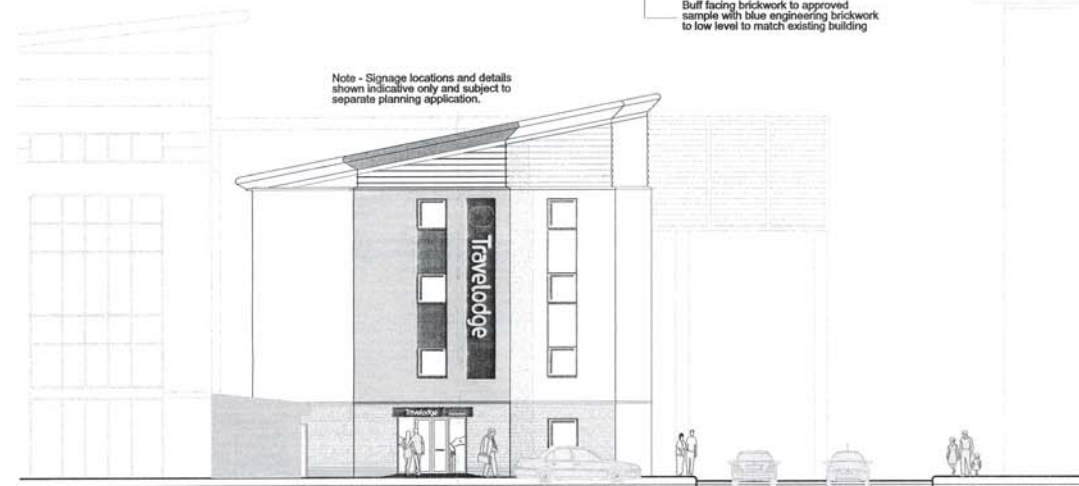 Buff facing brickwork to approved
sample with blue engineering brickwork
to low level to match existing building
Note - Signage locations and details
shown indicative only and subject to
separate planning application.
Travelodge
Travelodge